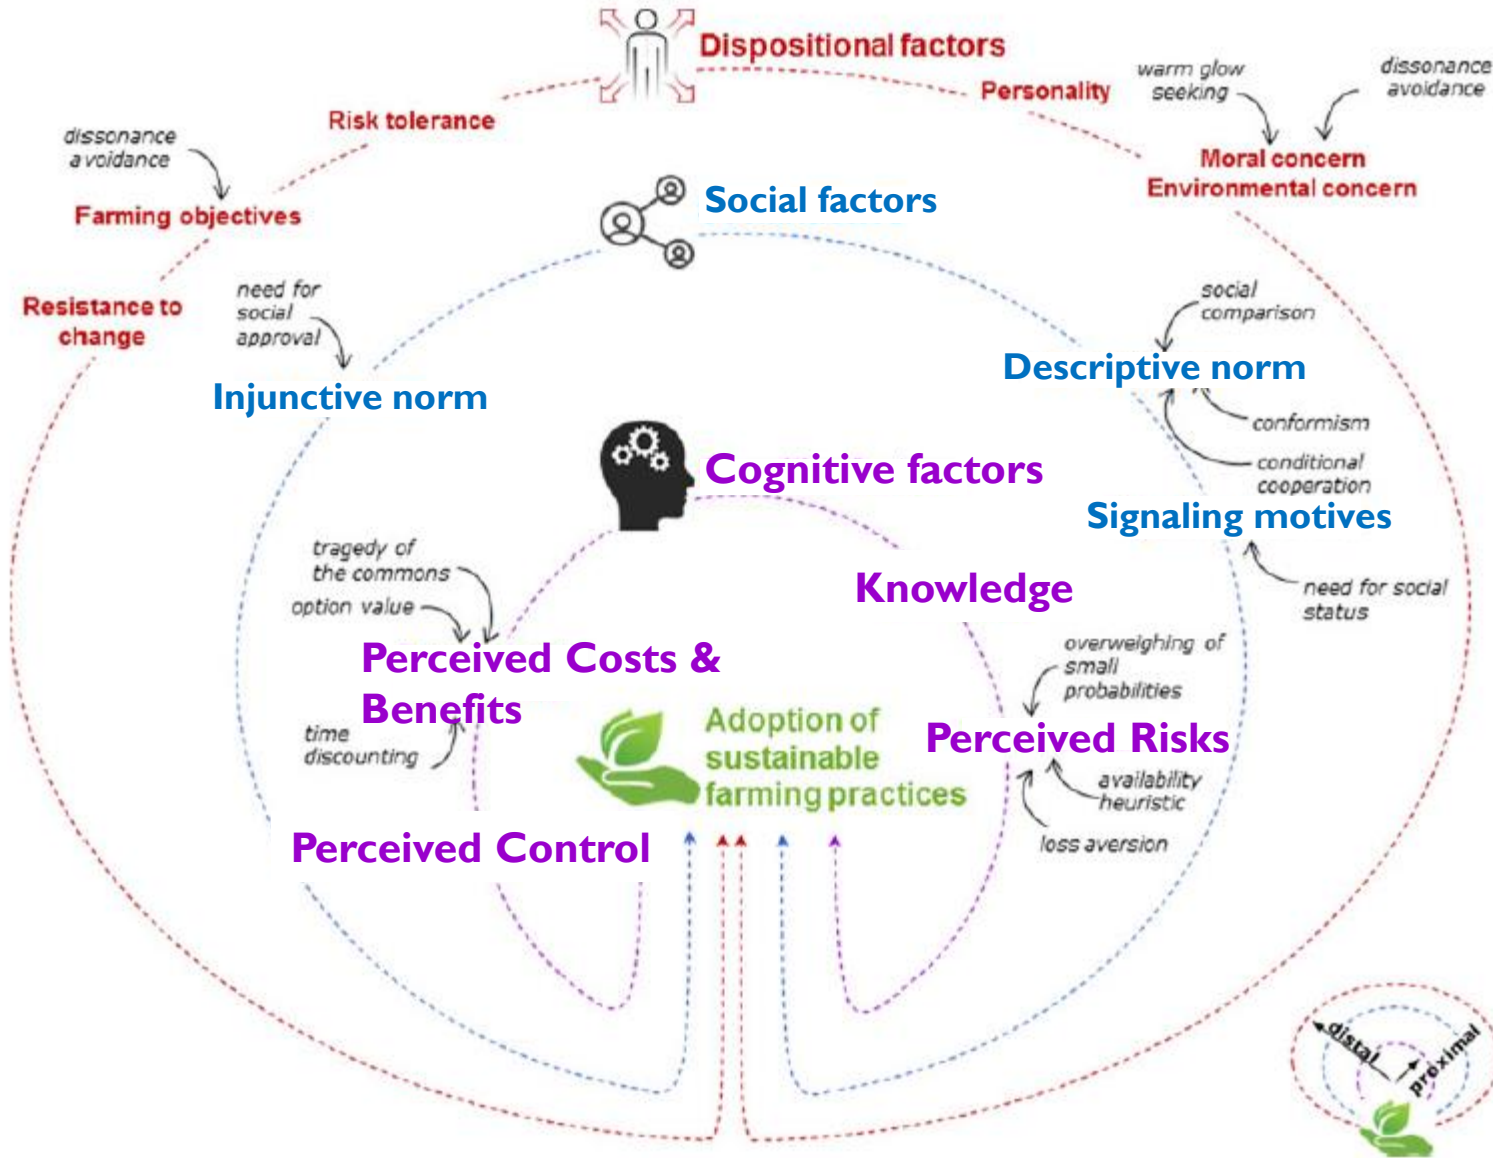 Dispositional factors
Personality
warm glow
seeking
dissonance
avoidance
Moral concern
Environmental concern
Risk tolerance
dissonance
avoidance
Farming objectives
Resistance to
change
Social factors
need for
social
approval
Injunctive norm
social
comparison
Descriptive norm
conformism
conditional
cooperation
Signaling motives
need for social
status
Cognitive factors
Knowledge
tragedy of
the commons
option value
Perceived Costs &
Benefits
time
discounting
overweighing of
small
probabilities
Perceived Risks
availability
heuristic
loss aversion
Adoption of
sustainable
farming practices
Perceived Control
distal
proximal